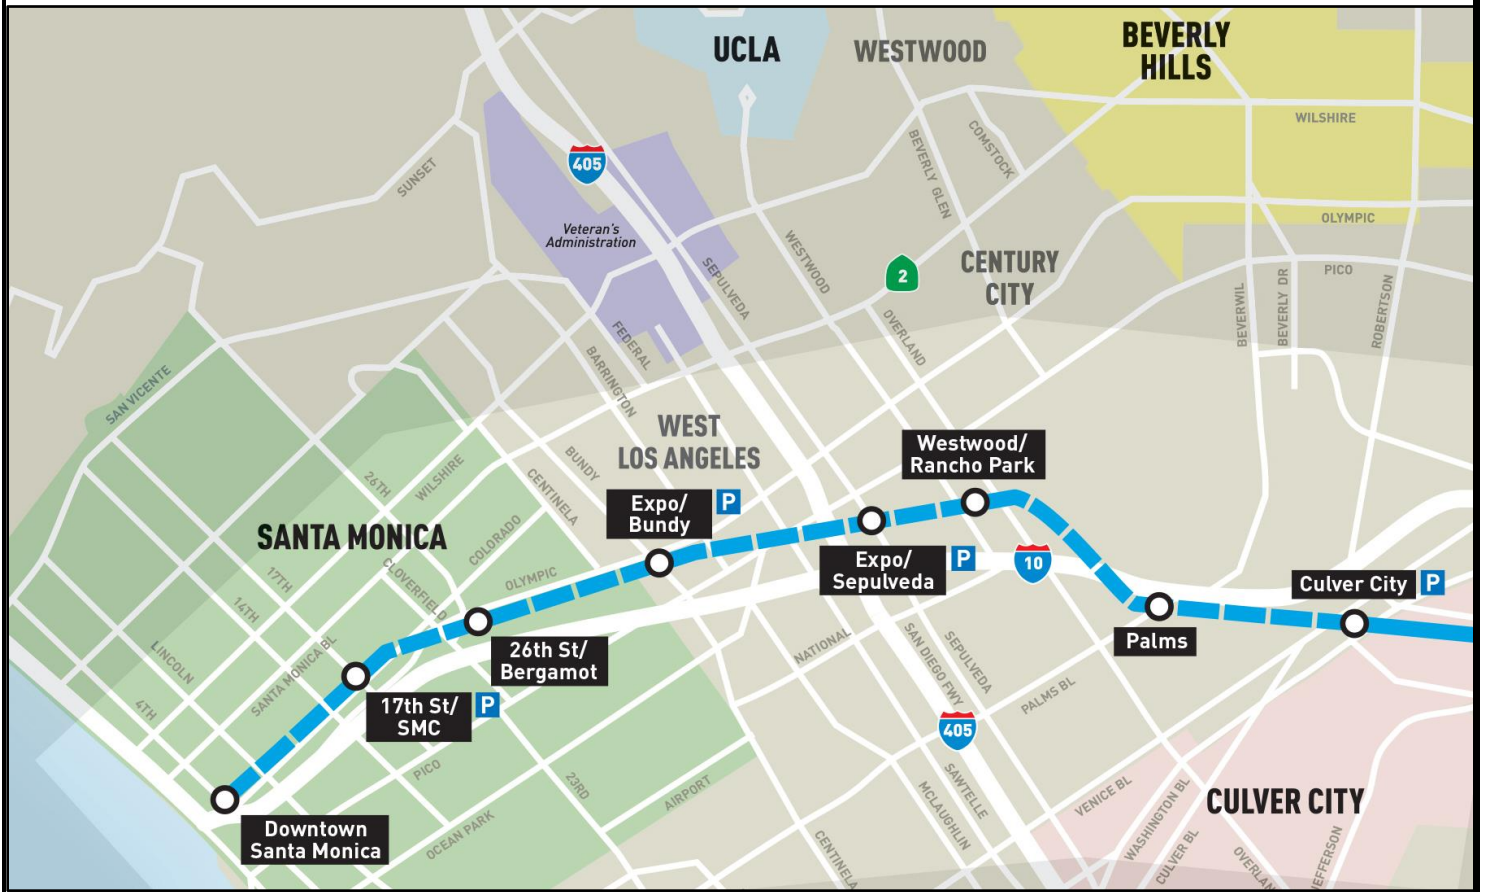 UCLA
WESTWOOD
BEVERLY
HILLS
WILSHIRE
COMSTOCK
BEVERLY GLEN
405
SUNSET
Veteran's
Administration
OLYMPIC
WESTWOOD
SEPULVEDA
2
CENTURY
CITY
PICO
BEVERWIL
BEVERLY DR
ROBERTSON
OVERLAND
FEDERAL
BARRINGTON
SAN VICENTE
WEST
LOS ANGELES
Westwood/
Rancho Park
BUNDY
CENTINELA
26TH
WILSHIRE
Expo/
Bundy
P
SANTA MONICA
COLORADO
OLYMPIC
CLOVERFIELD
17TH
14TH
Expo/
Sepulveda
P
10
Culver City
P
Palms
LINCOLN
SANTA MONICA BL
26th St/
Bergamot
NATIONAL
SAN DIEGO FWY
SEPULVEDA
PALMS BL
4TH
17th St/
SMC
P
405
PICO
23RD
AIRPORT
SAWTELLE
MCLAUGHLIN
VENICE BL
WASHINGTON BL
CULVER CITY
Downtown
Santa Monica
OCEAN PARK
CENTINELA
CULVER BL
OVERLAN
EFFERSON